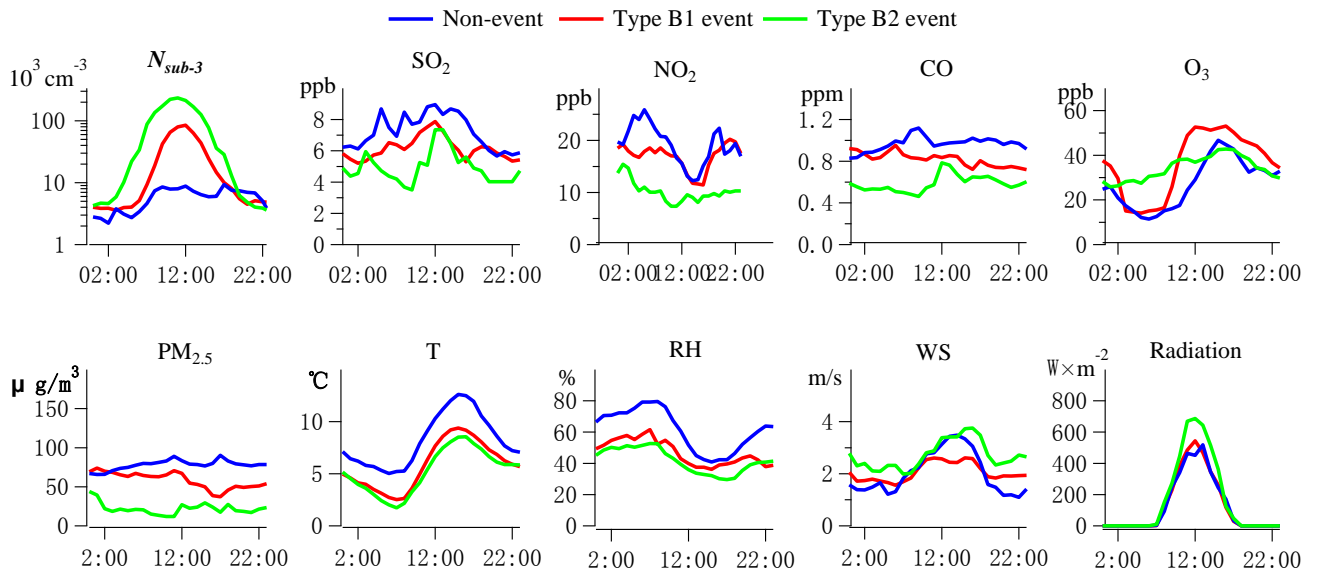 Non-event Type B1 event Type B2 event
N_sub-3 SO₂ NO₂ CO O₃
10³ cm⁻³ ppb ppb ppm ppb
100
10
1
02:00 12:00 22:00
8
6
4
2
0
02:00 12:00 22:00
20
10
0
02:00 12:00 22:00
1.2
0.8
0.4
0.0
02:00 12:00 22:00
60
40
20
0
02:00 12:00 22:00
PM₂.₅ T RH WS Radiation
μ g/m³ ℃ % m/s W×m⁻²
150
100
50
0
2:00 12:00 22:00
10
5
0
2:00 12:00 22:00
80
60
40
20
0
2:00 12:00 22:00
4
2
0
2:00 12:00 22:00
800
600
400
200
0
2:00 12:00 22:00